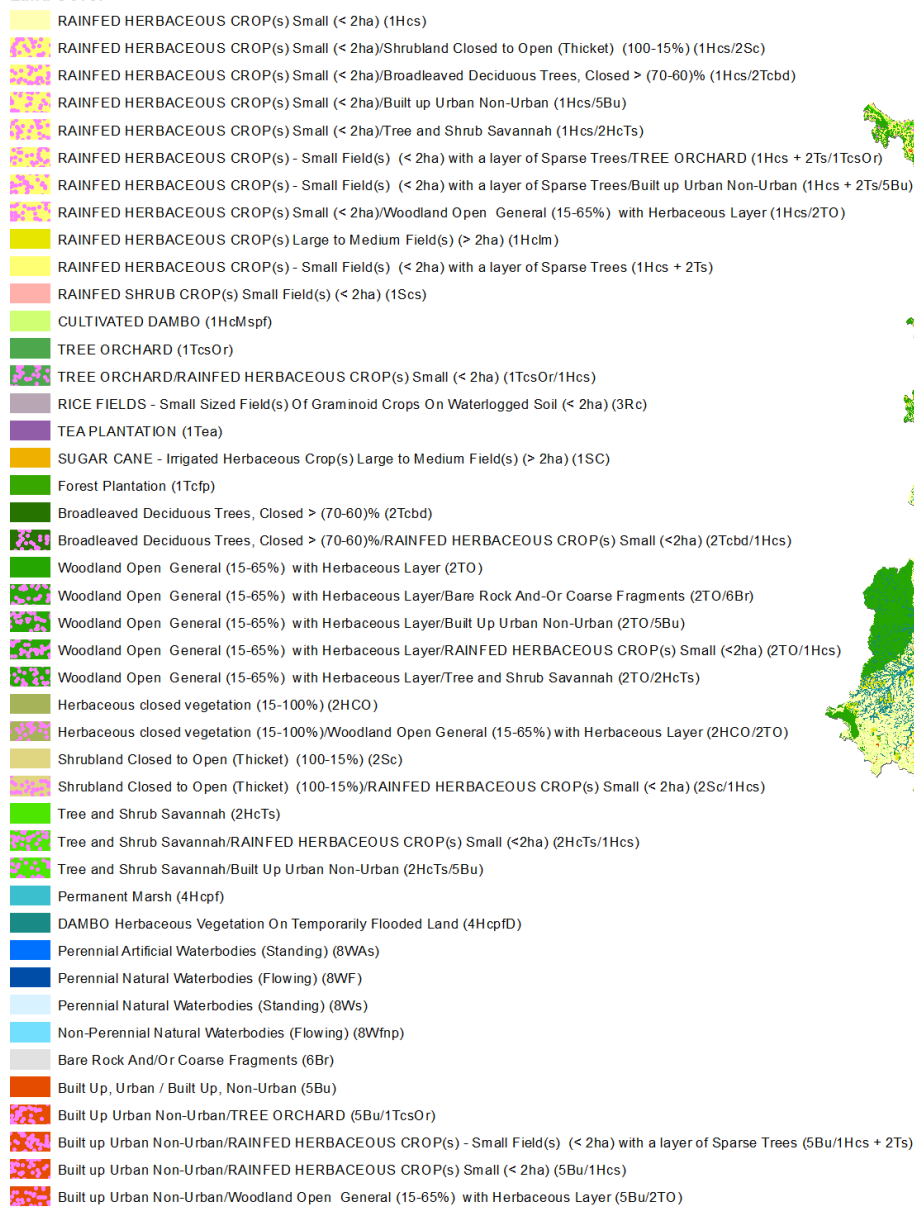 RAINFED HERBACEOUS CROP(s) Small (< 2ha) (1Hcs)
RAINFED HERBACEOUS CROP(s) Small (< 2ha)/Shrubland Closed to Open (Thicket) (100-15%) (1Hcs/2Sc)
RAINFED HERBACEOUS CROP(s) Small (< 2ha)/Broadleaved Deciduous Trees, Closed > (70-60)% (1Hcs/2Tcbd)
RAINFED HERBACEOUS CROP(s) Small (< 2ha)/Built up Urban Non-Urban (1Hcs/5Bu)
RAINFED HERBACEOUS CROP(s) Small (< 2ha)/Tree and Shrub Savannah (1Hcs/2HcTs)
RAINFED HERBACEOUS CROP(s) - Small Field(s) (< 2ha) with a layer of Sparse Trees/TREE ORCHARD (1Hcs + 2Ts/1TcsOr)
RAINFED HERBACEOUS CROP(s) - Small Field(s) (< 2ha) with a layer of Sparse Trees/Built up Urban Non-Urban (1Hcs + 2Ts/5Bu)
RAINFED HERBACEOUS CROP(s) Small (< 2ha)/Woodland Open General (15-65%) with Herbaceous Layer (1Hcs/2TO)
RAINFED HERBACEOUS CROP(s) Large to Medium Field(s) (> 2ha) (1Hclm)
RAINFED HERBACEOUS CROP(s) - Small Field(s) (< 2ha) with a layer of Sparse Trees (1Hcs + 2Ts)
RAINFED SHRUB CROP(s) Small Field(s) (< 2ha) (1Scs)
CULTIVATED DAMBO (1HcMspf)
TREE ORCHARD (1TcsOr)
TREE ORCHARD/RAINFED HERBACEOUS CROP(s) Small (< 2ha) (1TcsOr/1Hcs)
RICE FIELDS - Small Sized Field(s) Of Graminoid Crops On Waterlogged Soil (< 2ha) (3Rc)
TEA PLANTATION (1Tea)
SUGAR CANE - Irrigated Herbaceous Crop(s) Large to Medium Field(s) (> 2ha) (1SC)
Forest Plantation (1Tcfp)
Broadleaved Deciduous Trees, Closed > (70-60)% (2Tcbd)
Broadleaved Deciduous Trees, Closed > (70-60)%/RAINFED HERBACEOUS CROP(s) Small (<2ha) (2Tcbd/1Hcs)
Woodland Open General (15-65%) with Herbaceous Layer (2TO)
Woodland Open General (15-65%) with Herbaceous Layer/Bare Rock And-Or Coarse Fragments (2TO/6Br)
Woodland Open General (15-65%) with Herbaceous Layer/Built Up Urban Non-Urban (2TO/5Bu)
Woodland Open General (15-65%) with Herbaceous Layer/RAINFED HERBACEOUS CROP(s) Small (<2ha) (2TO/1Hcs)
Woodland Open General (15-65%) with Herbaceous Layer/Tree and Shrub Savannah (2TO/2HcTs)
Herbaceous closed vegetation (15-100%) (2HCO)
Herbaceous closed vegetation (15-100%)/Woodland Open General (15-65%) with Herbaceous Layer (2HCO/2TO)
Shrubland Closed to Open (Thicket) (100-15%) (2Sc)
Shrubland Closed to Open (Thicket) (100-15%)/RAINFED HERBACEOUS CROP(s) Small (< 2ha) (2Sc/1Hcs)
Tree and Shrub Savannah (2HcTs)
Tree and Shrub Savannah/RAINFED HERBACEOUS CROP(s) Small (<2ha) (2HcTs/1Hcs)
Tree and Shrub Savannah/Built Up Urban Non-Urban (2HcTs/5Bu)
Permanent Marsh (4Hcpf)
DAMBO Herbaceous Vegetation On Temporarily Flooded Land (4HcpfD)
Perennial Artificial Waterbodies (Standing) (8WAs)
Perennial Natural Waterbodies (Flowing) (8WF)
Perennial Natural Waterbodies (Standing) (8Ws)
Non-Perennial Natural Waterbodies (Flowing) (8Wfnp)
Bare Rock And/Or Coarse Fragments (6Br)
Built Up, Urban / Built Up, Non-Urban (5Bu)
Built Up Urban Non-Urban/TREE ORCHARD (5Bu/1TcsOr)
Built up Urban Non-Urban/RAINFED HERBACEOUS CROP(s) - Small Field(s) (< 2ha) with a layer of Sparse Trees (5Bu/1Hcs + 2Ts)
Built up Urban Non-Urban/RAINFED HERBACEOUS CROP(s) Small (< 2ha) (5Bu/1Hcs)
Built up Urban Non-Urban/Woodland Open General (15-65%) with Herbaceous Layer (5Bu/2TO)